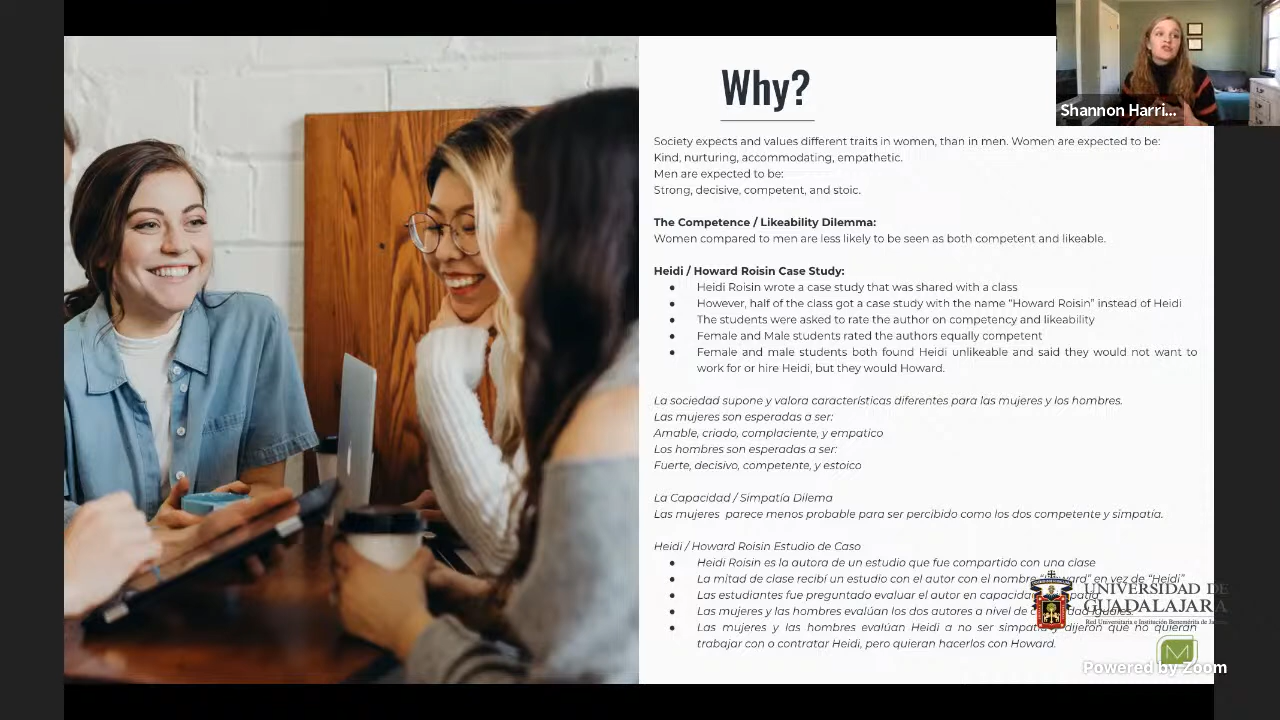 Why?
Shannon Harri...
Society expects and values different traits in women, than in men. Women are expected to be:
Kind, nurturing, accommodating, empathetic.
Men are expected to be:
Strong, decisive, competent, and stoic.
The Competence / Likeability Dilemma:
Women compared to men are less likely to be seen as both competent and likeable.
Heidi / Howard Roisin Case Study:
● Heidi Roisin wrote a case study that was shared with a class
● However, half of the class got a case study with the name “Howard Roisin” instead of Heidi
● The students were asked to rate the author on competency and likeability
● Female and Male students rated the authors equally competent
● Female and male students both found Heidi unlikeable and said they would not want to
work for or hire Heidi, but they would Howard.
La sociedad supone y valora características diferentes para las mujeres y los hombres.
Las mujeres son esperadas a ser:
Amable, criado, complaciente, y empatico
Los hombres son esperadas a ser:
Fuerte, decisivo, competente, y estoico
La Capacidad / Simpatía Dilema
Las mujeres parece menos probable para ser percibido como los dos competente y simpatía.
Heidi / Howard Roisin Estudio de Caso
● Heidi Roisin es la autora de un estudio que fue compartido con una clase
● La mitad de clase recibí un estudio con el autor con el nombre en vez de “Heidi”
● Las estudiantes fue preguntado evaluar el autor en
● Las mujeres y las hombres evalúan los dos autores a nivel de
● Las mujeres y las hombres evalúan Heidi a no ser dijeron que no quieran
trabajar con o contratar Heidi, pero quieran hacerlos con Howard.
UNIVERSIDAD DE
GUADALAJARA
Red Universitaria e Institución Benemérita de Jalisco
Powered by Zoom